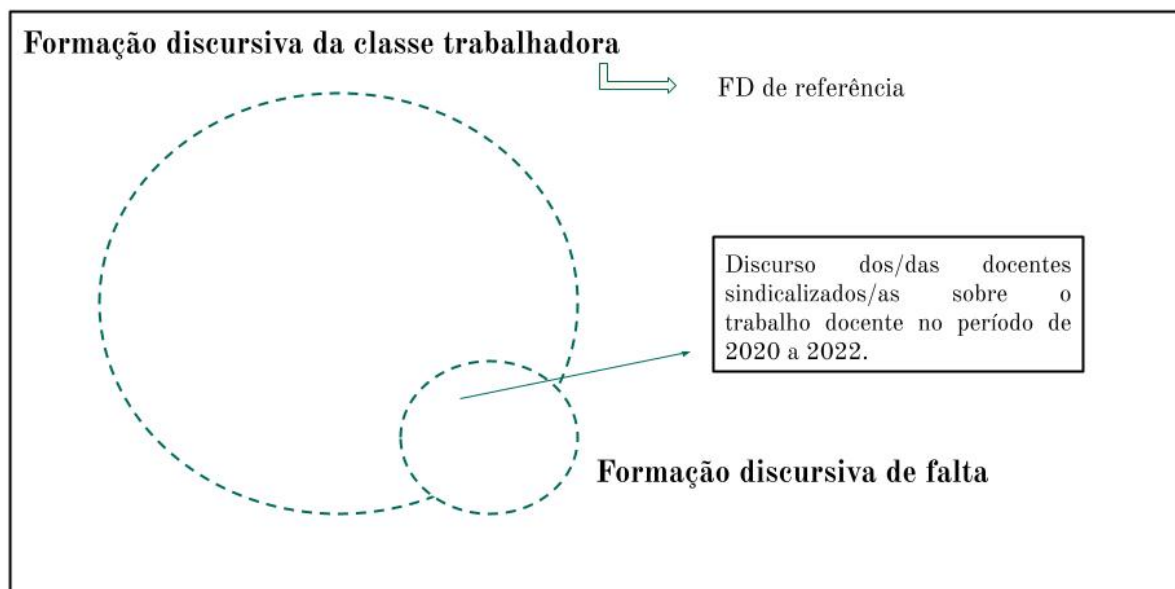 Formação discursiva da classe trabalhadora
FD de referência
Discurso dos/das docentes
sindicalizados/as sobre o
trabalho docente no período de
2020 a 2022.
Formação discursiva de falta